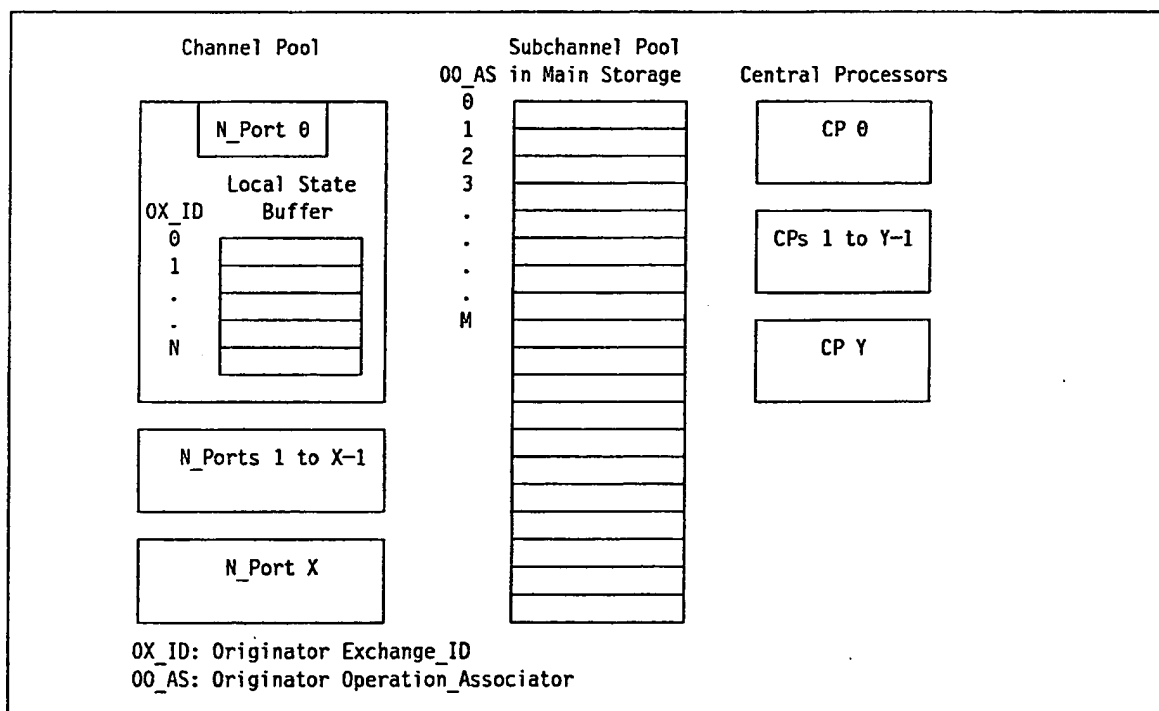 Channel Pool
N_Port 0
Local State
OX_ID Buffer
0
1
.
.
N
N_Ports 1 to X-1
N_Port X
Subchannel Pool
OO_AS in Main Storage
0
1
2
3
.
.
.
.
M
Central Processors
CP 0
CPs 1 to Y-1
CP Y
OX_ID: Originator Exchange_ID
OO_AS: Originator Operation_Associator